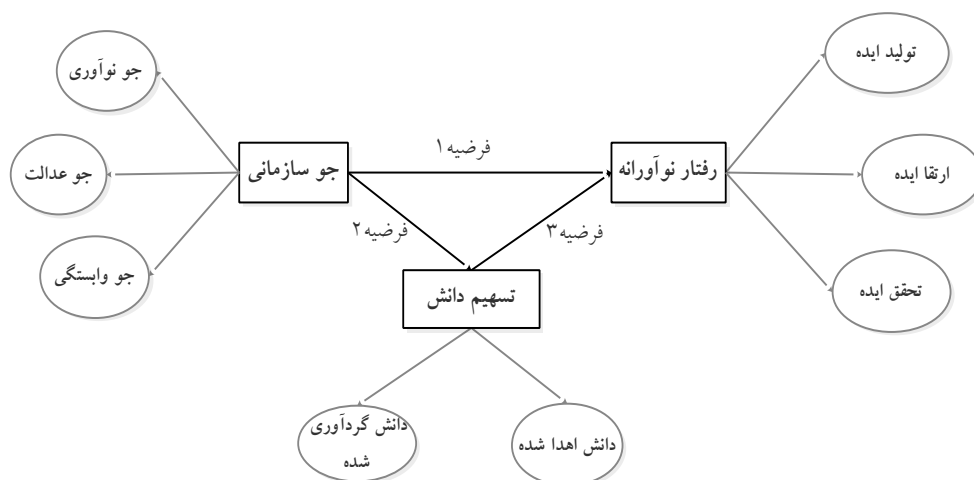 تولید ایده
جو نوآوری
فرضیه ۱
رفتار نوآورانه
جو سازمانی
ارتقا ایده
جو عدالت
فرضیه ۳
فرضیه ۲
تحقق ایده
جو وابستگی
تسهیم دانش
دانش اهدا شده
دانش گردآوری
شده